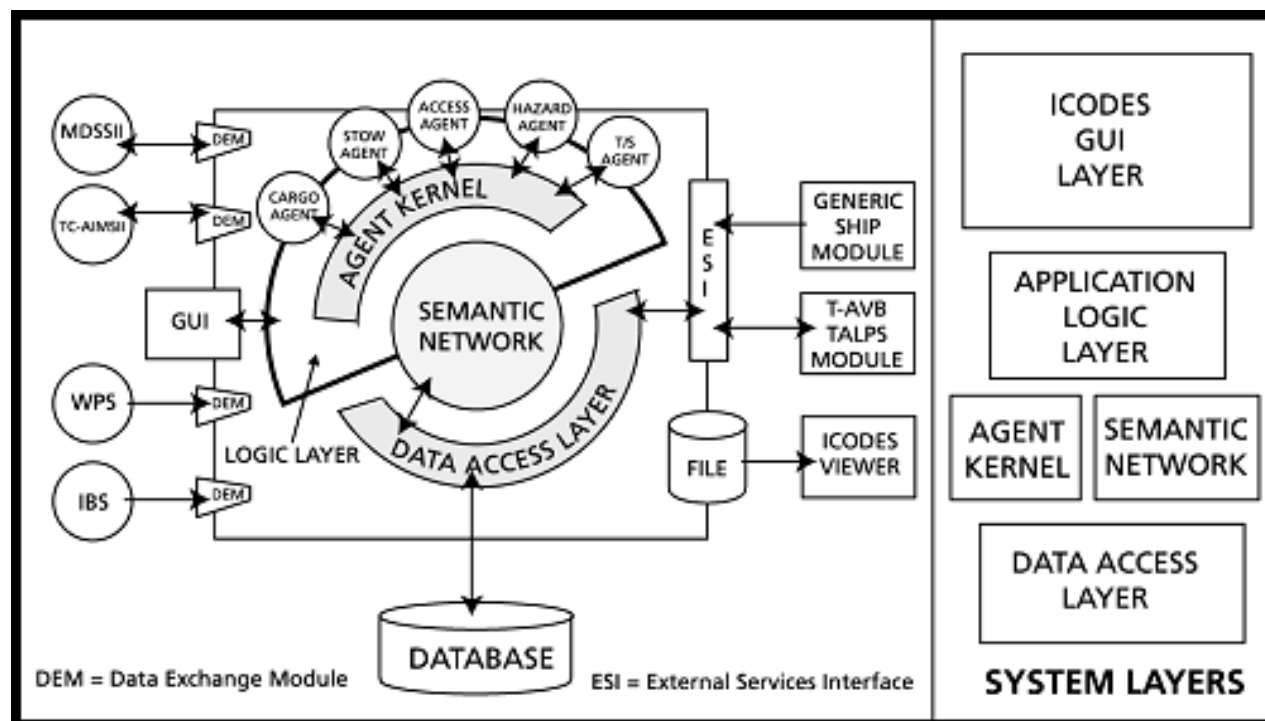 MDSSII
TC-AIMSII
WPS
IBS
DEM
DEM
DEM
DEM
GUI
CARGO
AGENT
STOW
AGENT
ACCESS
AGENT
HAZARD
AGENT
T/S
AGENT
AGENT KERNEL
SEMANTIC
NETWORK
LOGIC LAYER
DATA ACCESS LAYER
ESI
GENERIC
SHIP
MODULE
T-AVB
TALPS
MODULE
FILE
ICODES
VIEWER
DATABASE
DEM = Data Exchange Module
ESI = External Services Interface
ICODES
GUI
LAYER
APPLICATION
LOGIC
LAYER
AGENT
KERNEL
SEMANTIC
NETWORK
DATA ACCESS
LAYER
SYSTEM LAYERS